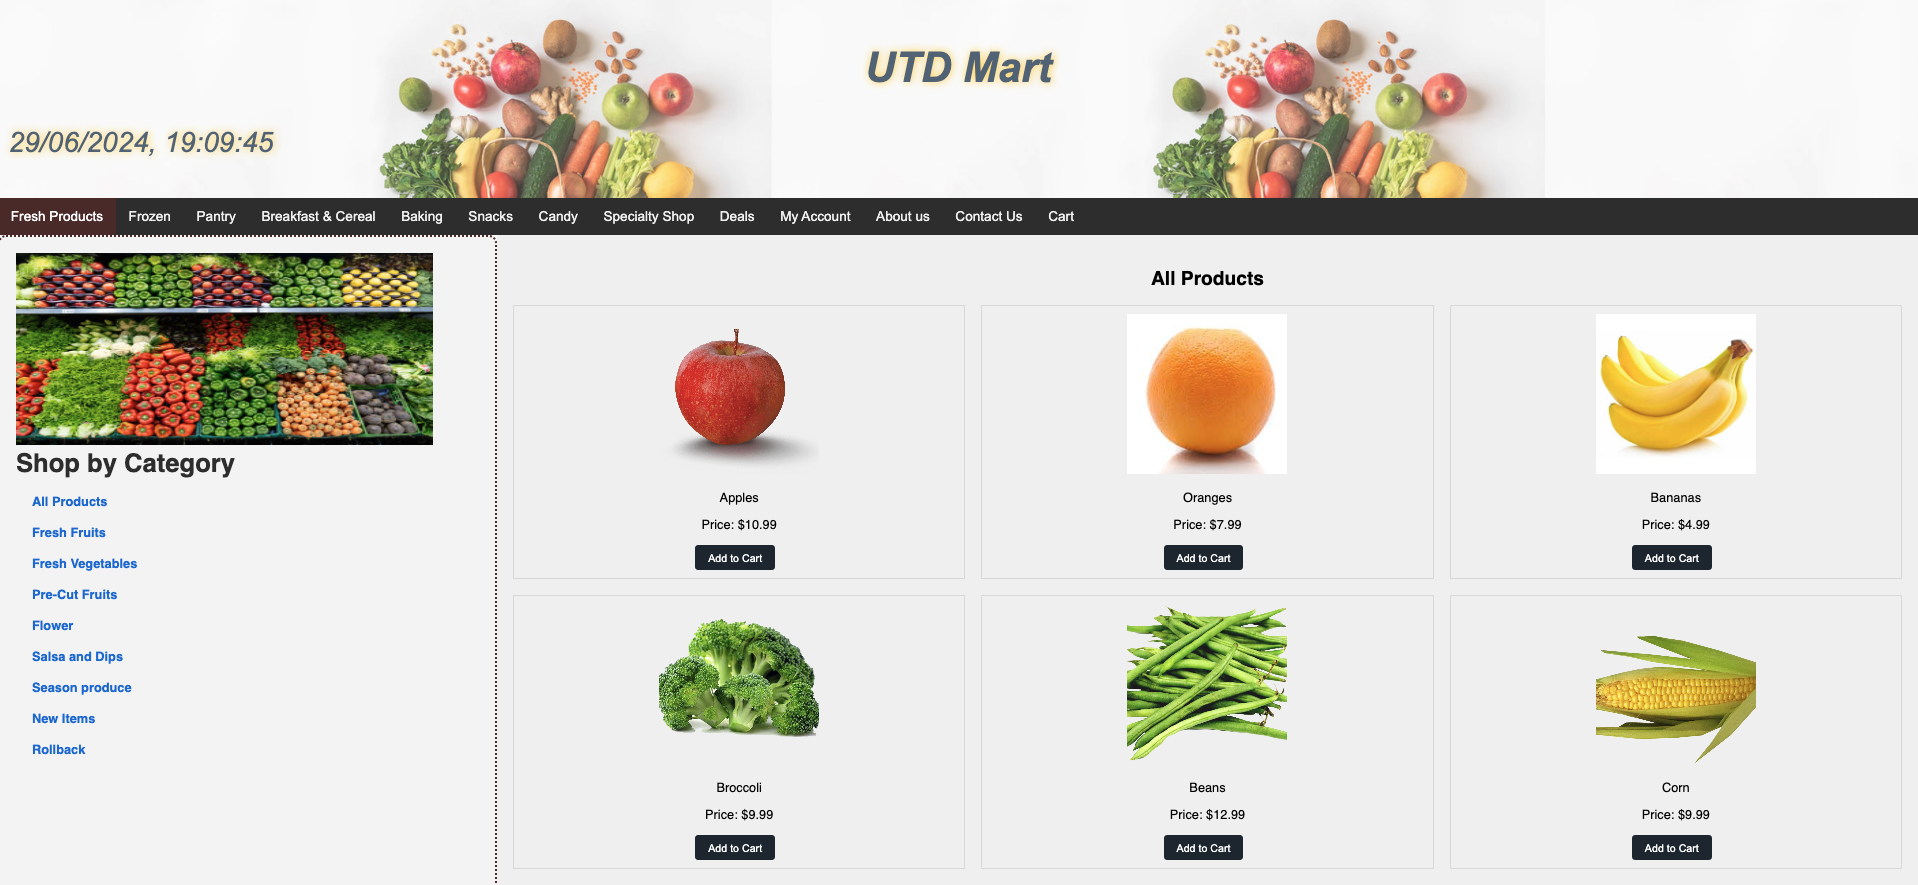 UTD Mart
29/06/2024, 19:09:45
Fresh Products Frozen Pantry Breakfast & Cereal Baking Snacks Candy Specialty Shop Deals My Account About us Contact Us Cart
Shop by Category
All Products
Fresh Fruits
Fresh Vegetables
Pre-Cut Fruits
Flower
Salsa and Dips
Season produce
New Items
Rollback
All Products
Apples
Price: $10.99
Add to Cart
Oranges
Price: $7.99
Add to Cart
Bananas
Price: $4.99
Add to Cart
Broccoli
Price: $9.99
Add to Cart
Beans
Price: $12.99
Add to Cart
Corn
Price: $9.99
Add to Cart